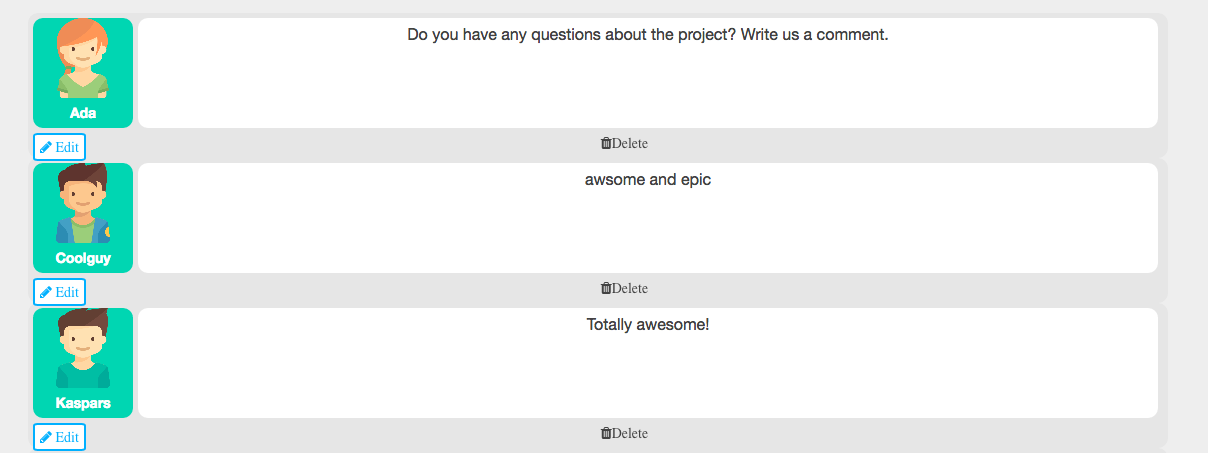 Do you have any questions about the project? Write us a comment.
Ada
Edit
Delete
awsome and epic
Coolguy
Edit
Delete
Totally awesome!
Kaspars
Edit
Delete